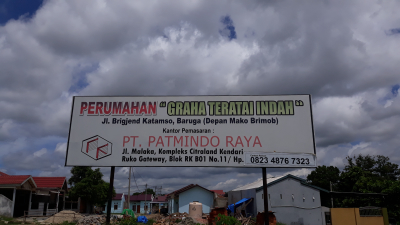 PERUMAHAN "GRAHA TERATAI INDAH"
Jl. Brigjend Katamso, Baruga (Depan Mako Brimob)
Kantor Pemasaran :
PT. PATMINDO RAYA
Jl. Malaka, Kompleks Citraland Kendari
Ruko Gateway, Blok RK B01 No.11/ Hp. 0823 4876 7323